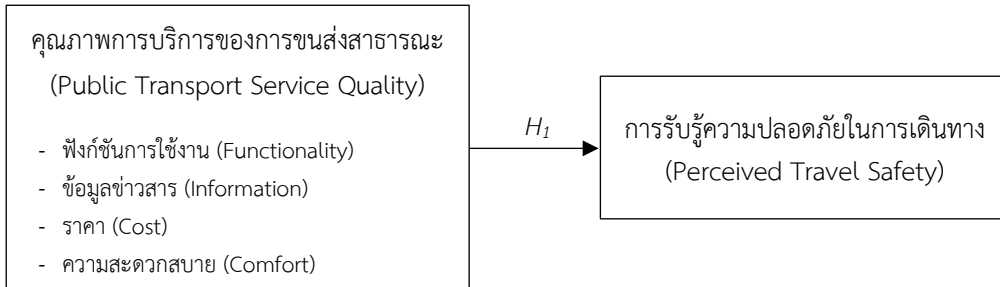 คุณภาพการบริการของการขนส่งสาธารณะ
(Public Transport Service Quality)
- ฟังก์ชันการใช้งาน (Functionality)
- ข้อมูลข่าวสาร (Information)
- ราคา (Cost)
- ความสะดวกสบาย (Comfort)
H1
การรับรู้ความปลอดภัยในการเดินทาง
(Perceived Travel Safety)